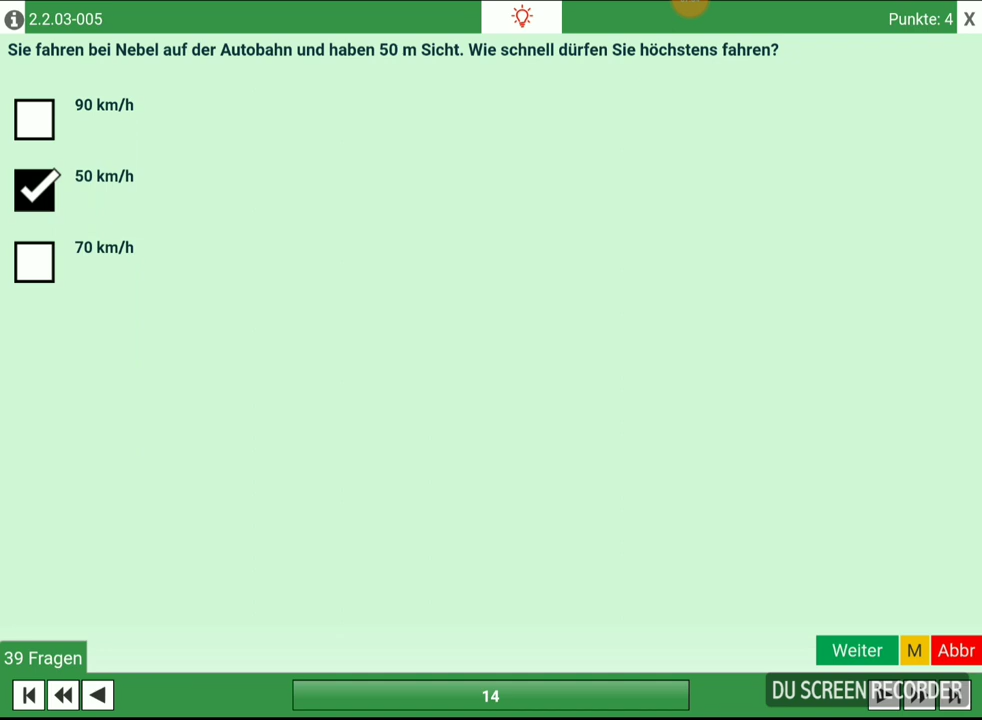 2.2.03-005
Punkte: 4 X
Sie fahren bei Nebel auf der Autobahn und haben 50 m Sicht. Wie schnell dürfen Sie höchstens fahren?
90 km/h
50 km/h
70 km/h
39 Fragen
Weiter M Abbr
14
DU SCREEN RECORDER